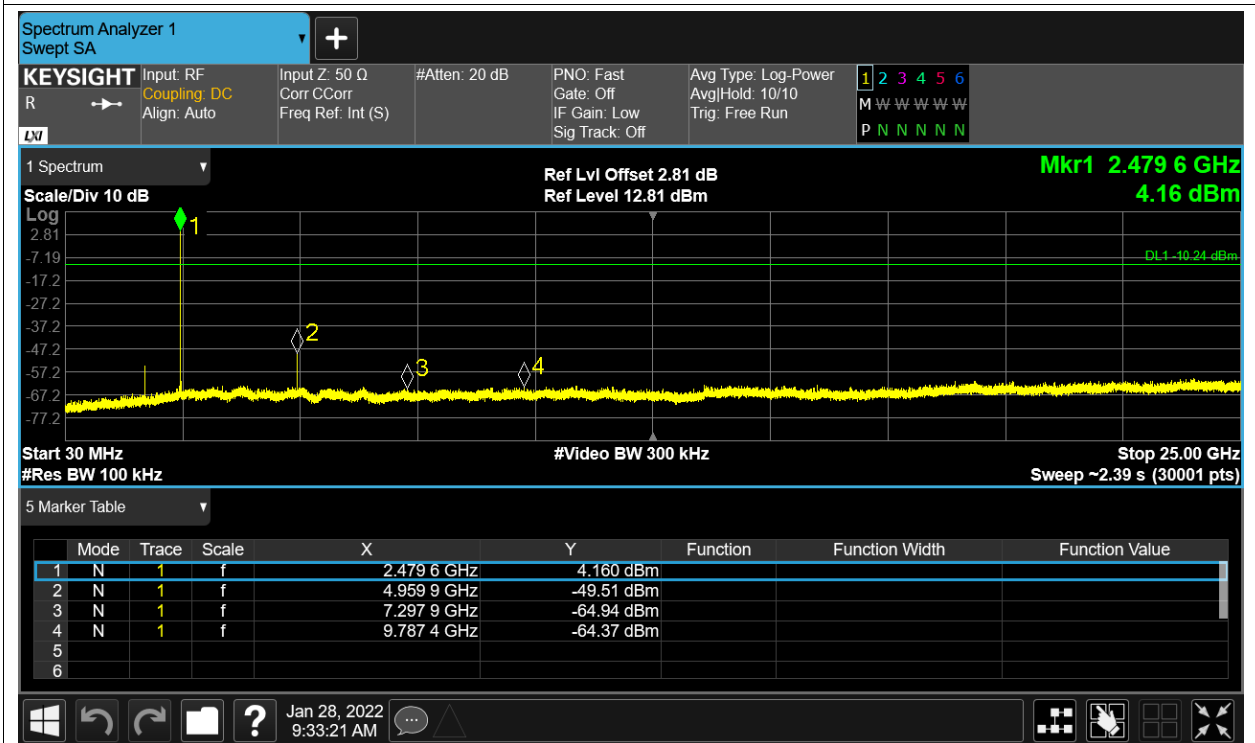 Spectrum Analyzer 1
Swept SA
KEYSIGHT
R
LXI
Input: RF
Coupling: DC
Align: Auto
Input Z: 50 Ω
Corr CCorr
Freq Ref: Int (S)
#Atten: 20 dB
PNO: Fast
Gate: Off
IF Gain: Low
Sig Track: Off
Avg Type: Log-Power
Avg|Hold: 10/10
Trig: Free Run
1 2 3 4 5 6
M W W W W W
P N N N N N
1 Spectrum
Scale/Div 10 dB
Ref Lvl Offset 2.81 dB
Ref Level 12.81 dBm
Mkr1 2.479 6 GHz
4.16 dBm
Log
2.81
-7.19
-17.2
-27.2
-37.2
-47.2
-57.2
-67.2
-77.2
1
2
3
4
DL1 -10.24 dBm
Start 30 MHz
#Res BW 100 kHz
#Video BW 300 kHz
Stop 25.00 GHz
Sweep ~2.39 s (30001 pts)
5 Marker Table
Mode Trace Scale X Y Function Function Width Function Value
1 N 1 f 2.479 6 GHz 4.160 dBm
2 N 1 f 4.959 9 GHz -49.51 dBm
3 N 1 f 7.297 9 GHz -64.94 dBm
4 N 1 f 9.787 4 GHz -64.37 dBm
5
6
?
Jan 28, 2022
9:33:21 AM